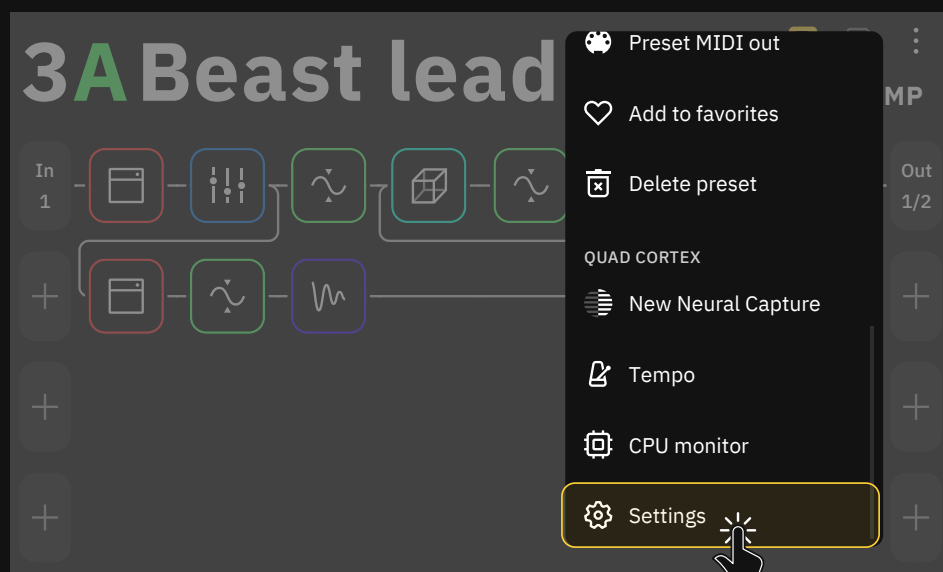 3A Beast lead
MP
In
1
Out
1/2
Preset MIDI out
Add to favorites
Delete preset
QUAD CORTEX
New Neural Capture
Tempo
CPU monitor
Settings